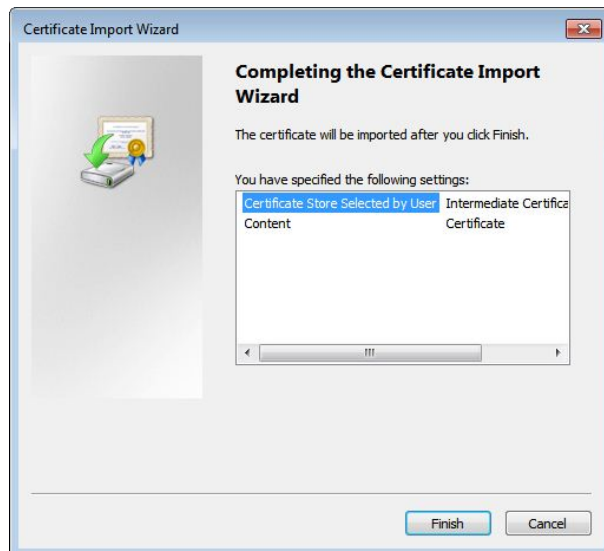 Certificate Import Wizard
Completing the Certificate Import
Wizard
The certificate will be imported after you click Finish.
You have specified the following settings:
Certificate Store Selected by User Intermediate Certifica
Content Certificate
Finish Cancel